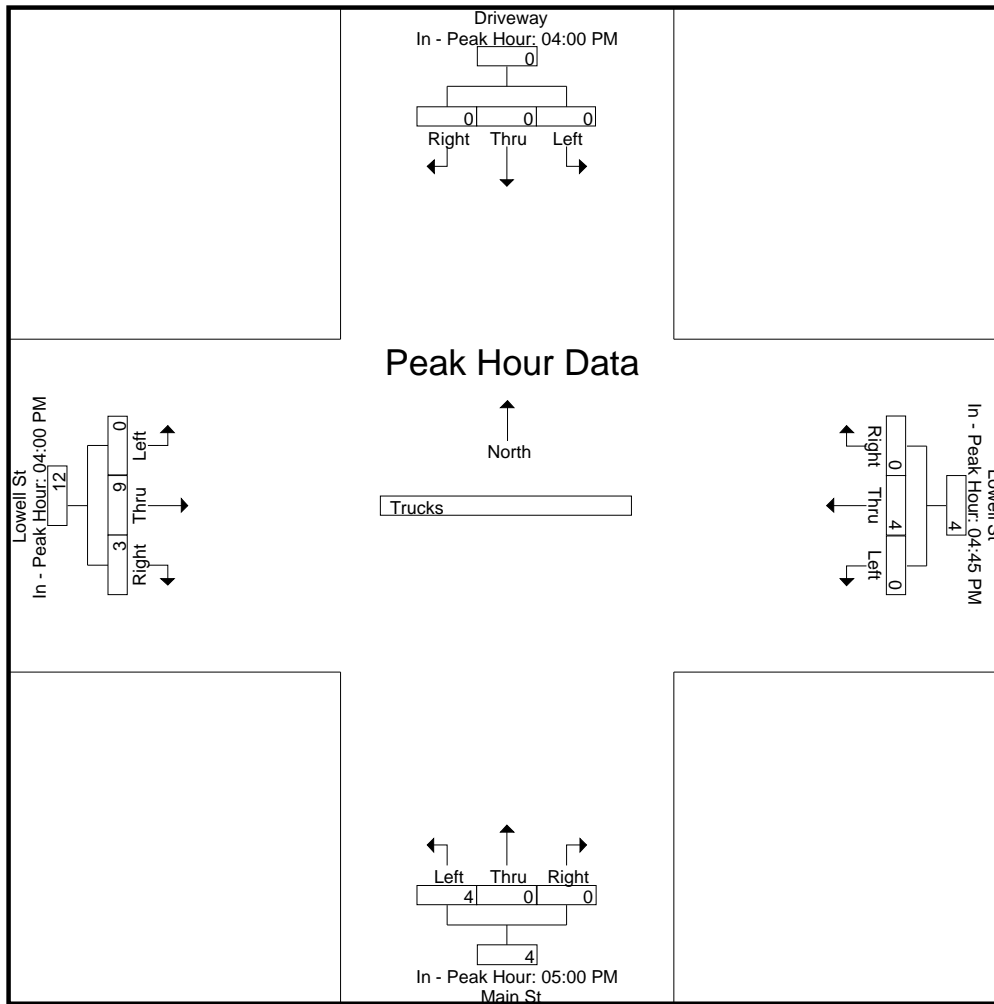 Driveway
In - Peak Hour: 04:00 PM
0
0 0 0
Right Thru Left
Peak Hour Data
North
Trucks
Lowell St
In - Peak Hour: 04:00 PM
12
0 9 3
Left Thru Right
Right Thru Left
0 4 0
4
In - Peak Hour: 04:45 PM
Lowell St
Left Thru Right
4 0 0
4
In - Peak Hour: 05:00 PM
Main St